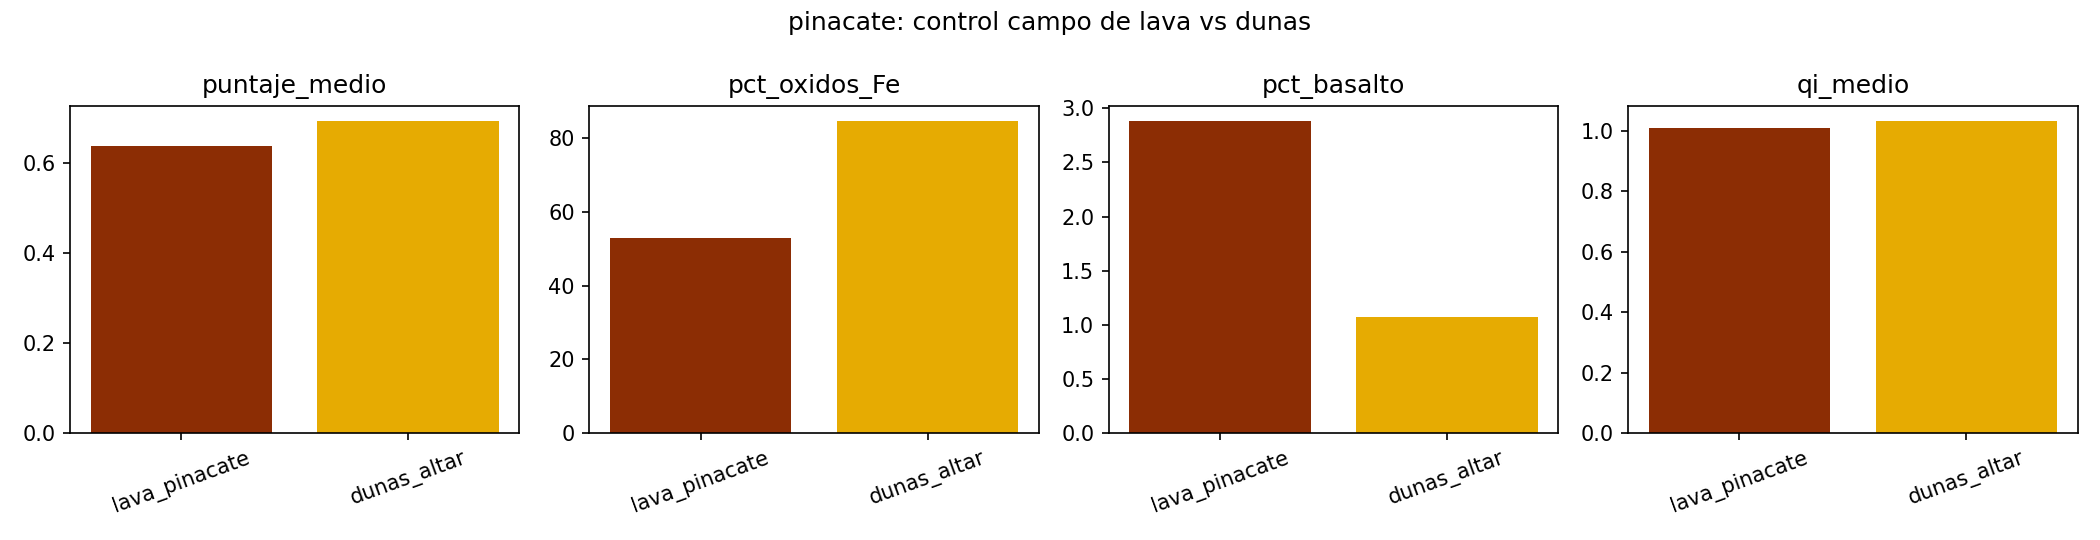 pinacate: control campo de lava vs dunas
puntaje_medio
0.6
0.4
0.2
0.0
lava_pinacate
dunas_altar
pct_oxidos_Fe
80
60
40
20
0
lava_pinacate
dunas_altar
pct_basalto
3.0
2.5
2.0
1.5
1.0
0.5
0.0
lava_pinacate
dunas_altar
qi_medio
1.0
0.8
0.6
0.4
0.2
0.0
lava_pinacate
dunas_altar